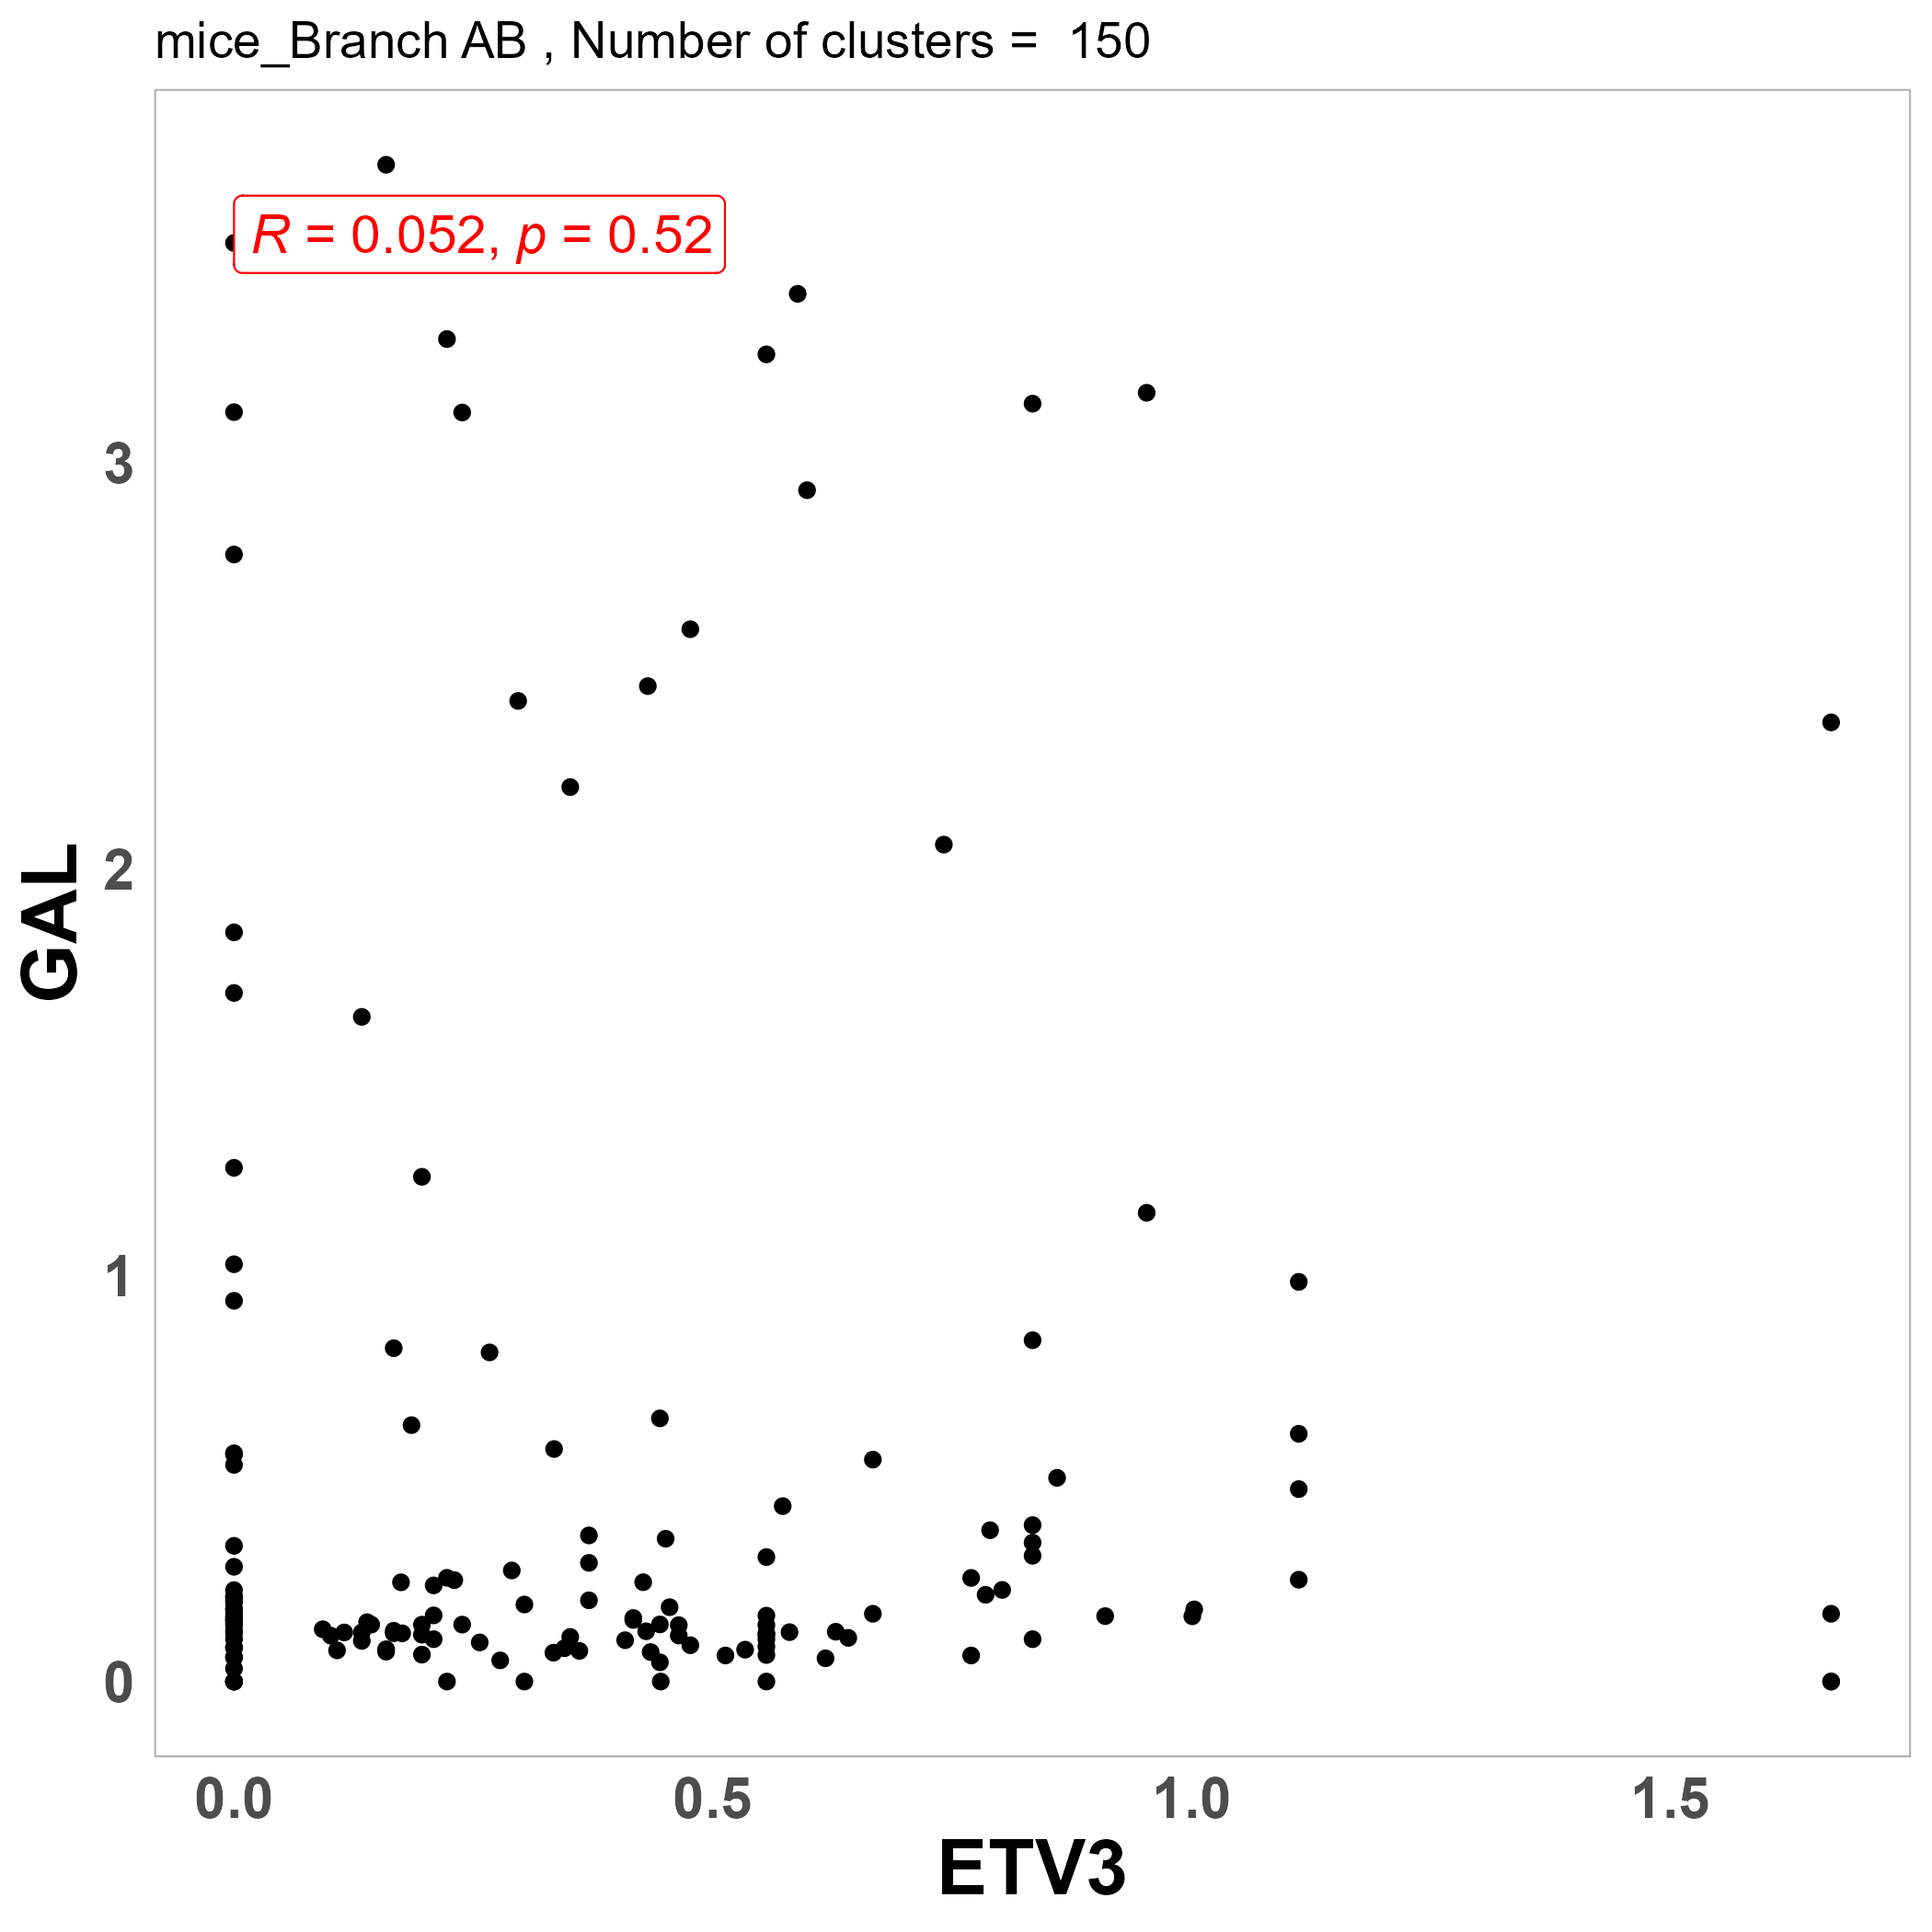 mice_Branch AB , Number of clusters =  150
R = 0.052, p = 0.52
3
2
1
0
GAL
0.0 0.5 1.0 1.5
ETV3